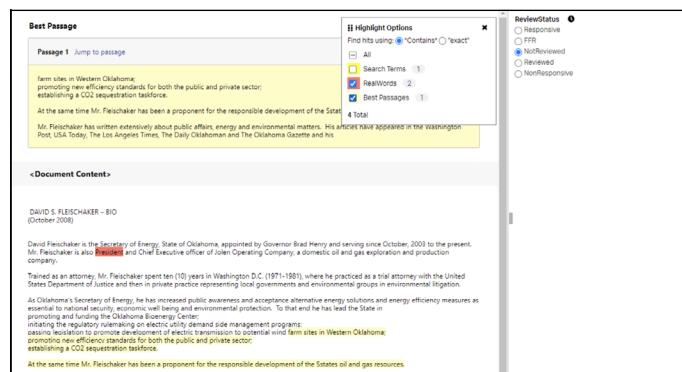 Best Passage
Passage 1 Jump to passage
farm sites in Western Oklahoma;
promoting new efficiency standards for both the public and private sector;
establishing a CO2 sequestration taskforce.
At the same time Mr. Fleischaker has been a proponent for the responsible development of the Sstat
Mr. Fleischaker has written extensively about public affairs, energy and environmental matters. His articles have appeared in the Washington
Post, USA Today, The Los Angeles Times, The Daily Oklahoman and The Oklahoma Gazette and his
Highlight Options
Find hits using: *Contains* "exact"
All
Search Terms 1
RealWords 2
Best Passages 1
4 Total
ReviewStatus
Responsive
FFR
NotReviewed
Reviewed
NonResponsive
<Document Content>
DAVID S. FLEISCHAKER – BIO
(October 2008)
David Fleischaker is the Secretary of Energy, State of Oklahoma, appointed by Governor Brad Henry and serving since October, 2003 to the present.
Mr. Fleischaker is also President and Chief Executive officer of Jolen Operating Company, a domestic oil and gas exploration and production
company.
Trained as an attorney, Mr. Fleischaker spent ten (10) years in Washington D.C. (1971-1981), where he practiced as a trial attorney with the United
States Department of Justice and then in private practice representing local governments and environmental groups in environmental litigation.
As Oklahoma's Secretary of Energy, he has increased public awareness and acceptance alternative energy solutions and energy efficiency measures as
essential to national security, economic well being and environmental protection. To that end he has lead the State in
promoting and funding the Oklahoma Bioenergy Center;
initiating the regulatory rulemaking on electric utility demand side management programs;
passing legislation to promote development of electric transmission to potential wind farm sites in Western Oklahoma;
promoting new efficiency standards for both the public and private sector;
establishing a CO2 sequestration taskforce.
At the same time Mr. Fleischaker has been a proponent for the responsible development of the Sstates oil and gas resources.